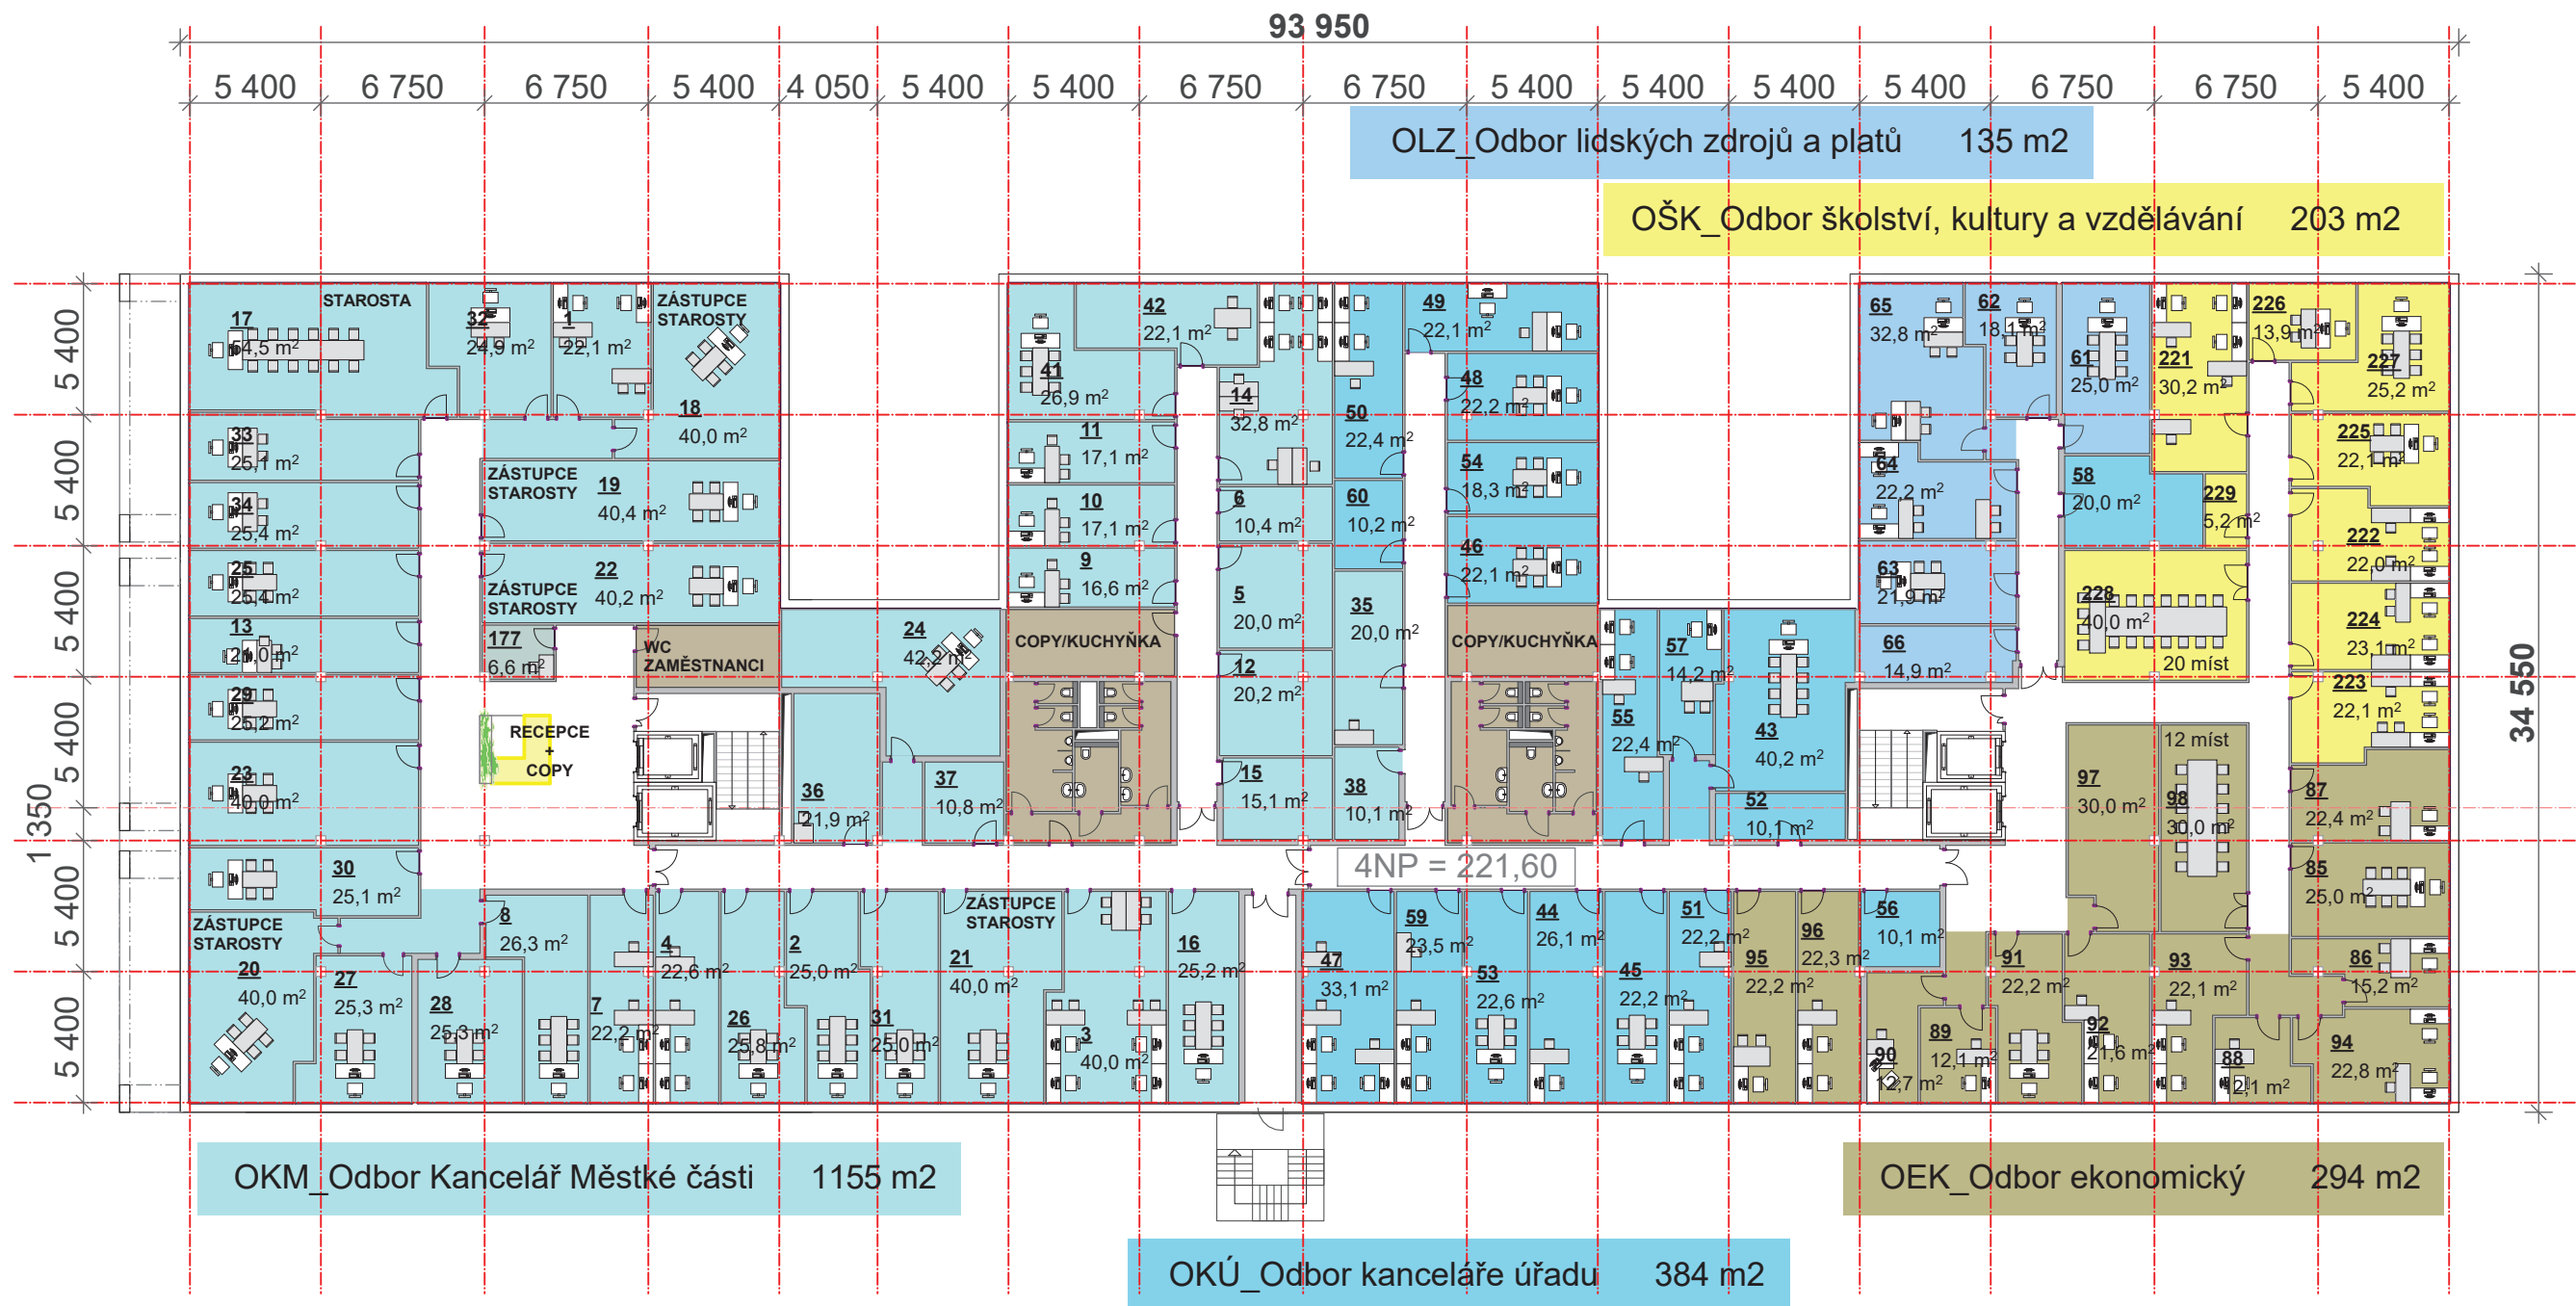 93 950
5 400 6 750 6 750 5 400 4 050 5 400 5 400 6 750 6 750 5 400 5 400 5 400 5 400 6 750 6 750 5 400
OLZ_Odbor lidských zdrojů a platů 135 m2
OŠK_Odbor školství, kultury a vzdělávání 203 m2
5 400
5 400
5 400
5 400
1 350
5 400
5 400
34 550
STAROSTA
17
54,5 m²
32
24,9 m²
1
22,1 m²
ZÁSTUPCE
STAROSTY
18
40,0 m²
33
25,1 m²
34
25,4 m²
25
25,4 m²
13
21,0 m²
29
25,2 m²
23
40,0 m²
30
25,1 m²
ZÁSTUPCE
STAROSTY
19
40,4 m²
ZÁSTUPCE
STAROSTY
22
40,2 m²
177
6,6 m²
WC
ZAMĚSTNANCI
RECEPCE
+
COPY
24
42,2 m²
36
21,9 m²
37
10,8 m²
42
22,1 m²
41
26,9 m²
11
17,1 m²
10
17,1 m²
9
16,6 m²
COPY/KUCHYŇKA
14
32,8 m²
6
10,4 m²
5
20,0 m²
12
20,2 m²
15
15,1 m²
50
22,4 m²
60
10,2 m²
35
20,0 m²
38
10,1 m²
49
22,1 m²
48
22,2 m²
54
18,3 m²
46
22,1 m²
COPY/KUCHYŇKA
55
22,4 m²
57
14,2 m²
43
40,2 m²
52
10,1 m²
65
32,8 m²
62
18,1 m²
61
25,0 m²
64
22,2 m²
63
21,9 m²
66
14,9 m²
58
20,0 m²
221
30,2 m²
226
13,9 m²
227
25,2 m²
225
22,1 m²
229
5,2 m²
222
22,0 m²
228
40,0 m²
20 míst
224
23,1 m²
223
22,1 m²
97
30,0 m²
12 míst
98
30,0 m²
87
22,4 m²
85
25,0 m²
86
15,2 m²
4NP = 221,60
ZÁSTUPCE
STAROSTY
20
40,0 m²
27
25,3 m²
28
25,3 m²
8
26,3 m²
7
22,2 m²
4
22,6 m²
26
25,8 m²
2
25,0 m²
31
25,0 m²
ZÁSTUPCE
STAROSTY
21
40,0 m²
3
40,0 m²
16
25,2 m²
47
33,1 m²
59
23,5 m²
53
22,6 m²
44
26,1 m²
45
22,2 m²
51
22,2 m²
95
22,2 m²
96
22,3 m²
56
10,1 m²
90
12,7 m²
89
12,1 m²
91
22,2 m²
92
21,6 m²
93
22,1 m²
88
12,1 m²
94
22,8 m²
OKM_Odbor Kancelář Městké části 1155 m2
OEK_Odbor ekonomický 294 m2
OKÚ_Odbor kanceláře úřadu 384 m2